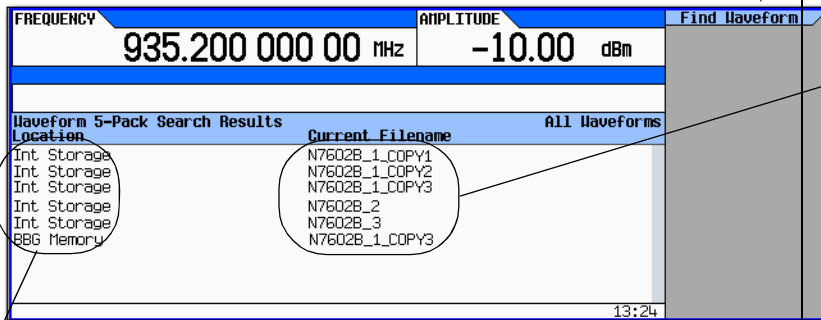 FREQUENCY AMPLITUDE Find Waveform
935.200 000 00 MHz -10.00 dBm
Waveform 5-Pack Search Results All Waveforms
Location Current Filename
Int Storage N7602B_1_COPY1
Int Storage N7602B_1_COPY2
Int Storage N7602B_1_COPY3
Int Storage N7602B_2
Int Storage N7602B_3
BBG Memory N7602B_1_COPY3
13:24